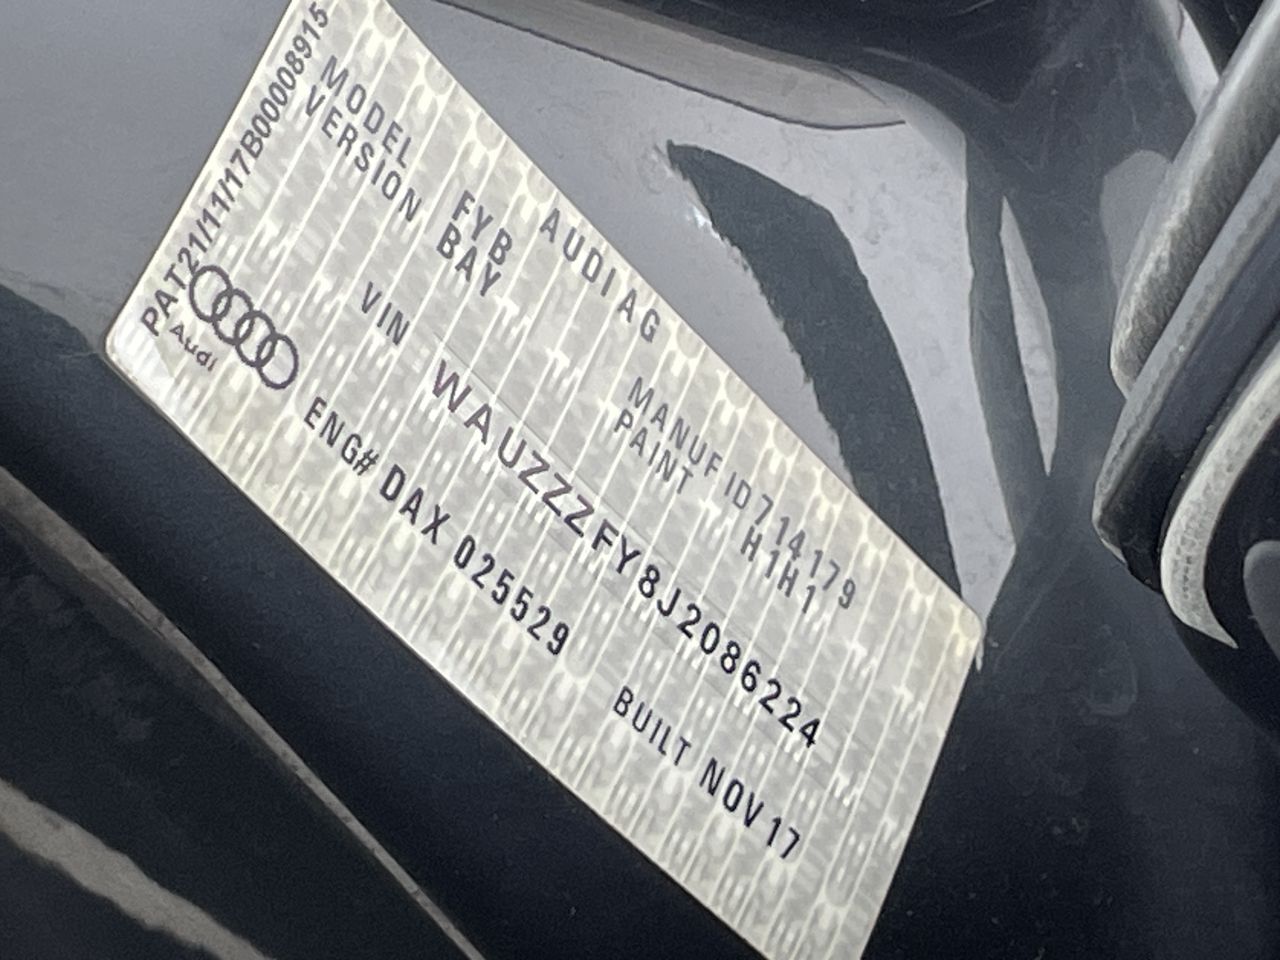 AUDI AG
MODEL FYB MANUF ID 714179
VERSION BAY PAINT H1H1
VIN WAUZZZFY8J2086224
ENG# DAX 025529
BUILT NOV 17
Audi
PAT21/11/17B00008915